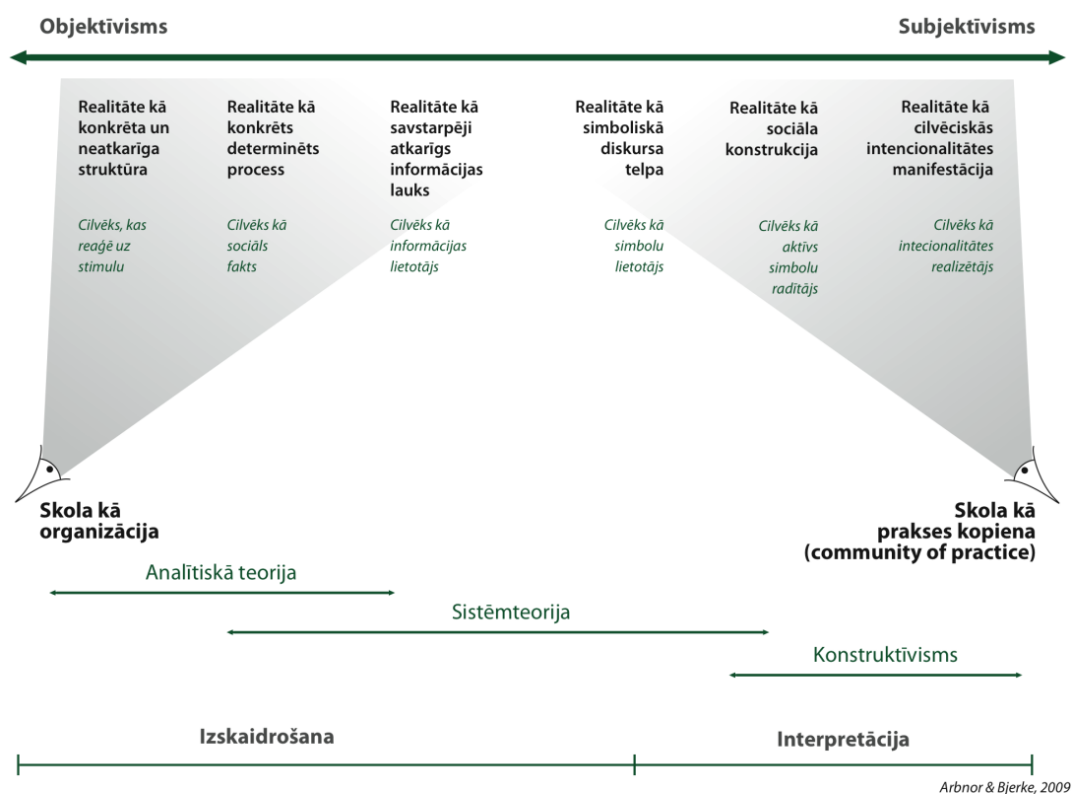 Objektīvisms
Subjektīvisms
Realitāte kā
konkrēta un
neatkarīga
struktūra
Cilvēks, kas
reaģē uz
stimulu
Realitāte kā
konkrēts
determinēts
process
Cilvēks kā
sociāls
fakts
Realitāte kā
savstarpēji
atkarīgs
informācijas
lauks
Cilvēks kā
informācijas
lietotājs
Realitāte kā
simboliskā
diskursa
telpa
Cilvēks kā
simbolu
lietotājs
Realitāte kā
sociāla
konstrukcija
Cilvēks kā
aktīvs
simbolu
radītājs
Realitāte kā
cilvēciskās
intencionalitātes
manifestācija
Cilvēks kā
intecionalitātes
realizētājs
Skola kā
organizācija
Skola kā
prakses kopiena
(community of practice)
Analītiskā teorija
Sistēmteorija
Konstruktīvisms
Izskaidrošana
Interpretācija
Arbnor & Bjerke, 2009